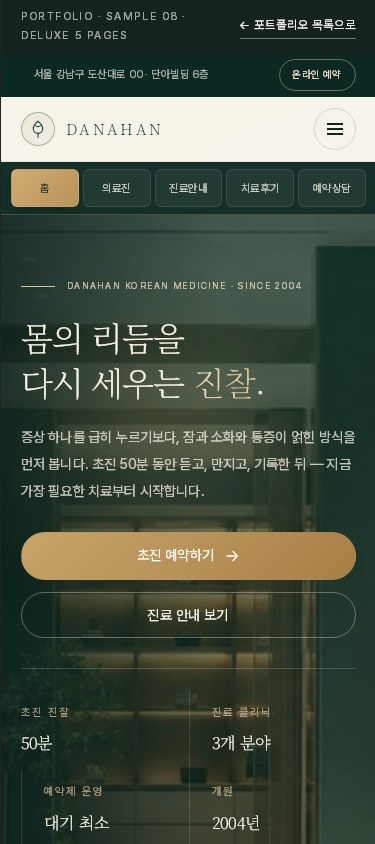 PORTFOLIO · SAMPLE 08 ·
DELUXE 5 PAGES
← 포트폴리오 목록으로
서울 강남구 도산대로 00 · 단아빌딩 6층
온라인 예약
DANAHAN
홈
의료진
진료안내
치료후기
예약상담
DANAHAN KOREAN MEDICINE · SINCE 2004
몸의 리듬을
다시 세우는 진찰.
증상 하나를 급히 누르기보다, 잠과 소화와 통증이 얽힌 방식을
먼저 봅니다. 초진 50분 동안 듣고, 만지고, 기록한 뒤 — 지금
가장 필요한 치료부터 시작합니다.
초진 예약하기 →
진료 안내 보기
초진 진찰
50분
진료 클리닉
3개 분야
예약제 운영
대기 최소
개원
2004년